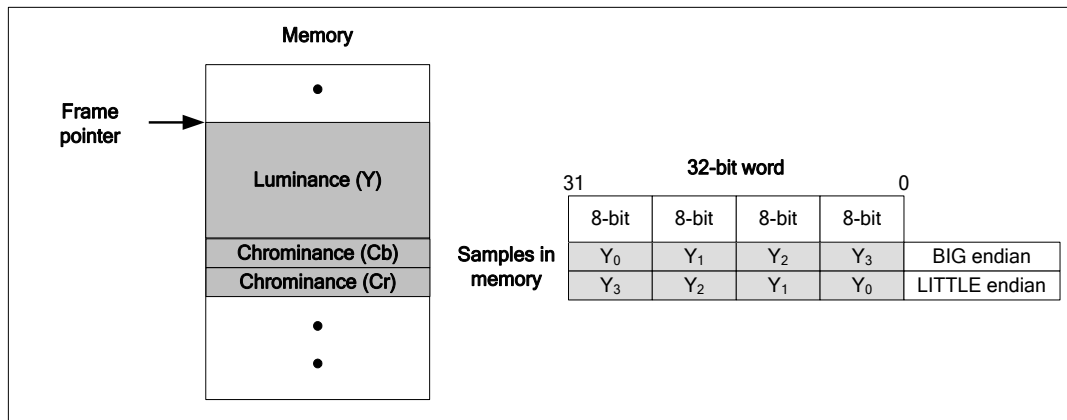 Memory
Frame
pointer
Luminance (Y)
Chrominance (Cb)
Chrominance (Cr)
32-bit word
31 0
8-bit 8-bit 8-bit 8-bit
Samples in
memory
Y₀ Y₁ Y₂ Y₃ BIG endian
Y₃ Y₂ Y₁ Y₀ LITTLE endian